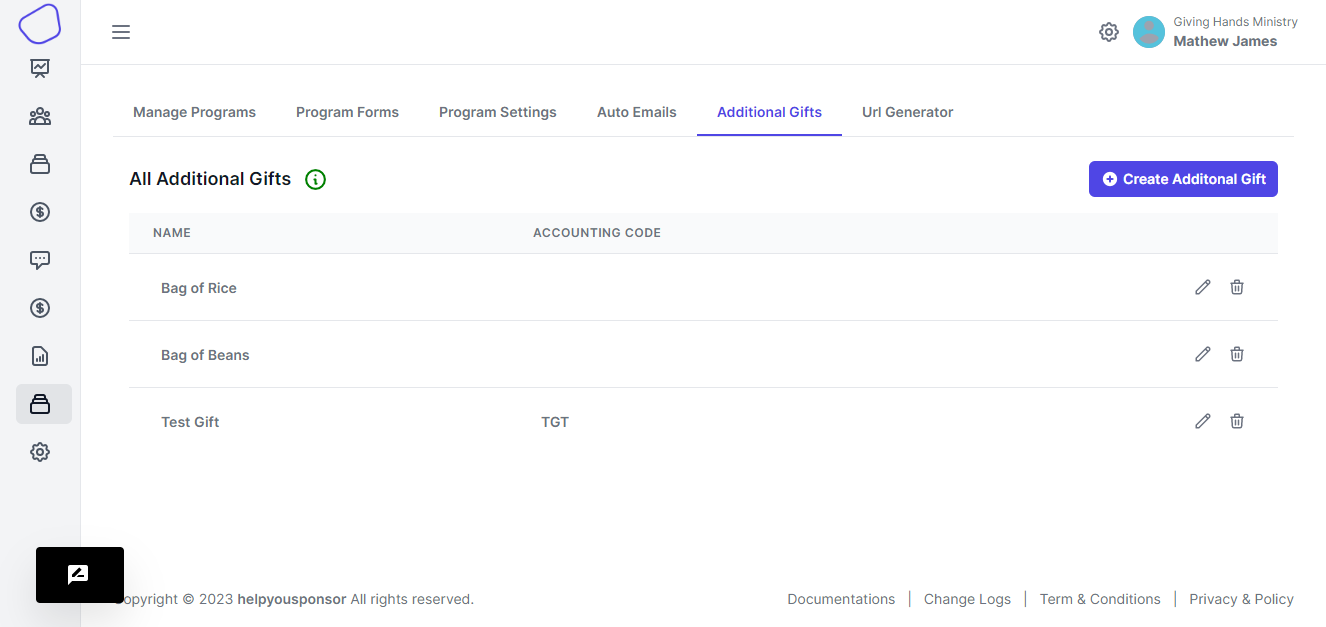 Giving Hands Ministry
Mathew James
Manage Programs Program Forms Program Settings Auto Emails Additional Gifts Url Generator
All Additional Gifts
Create Additonal Gift
NAME ACCOUNTING CODE
Bag of Rice
Bag of Beans
Test Gift TGT
opyright © 2023 helpyousponsor All rights reserved.
Documentations | Change Logs | Term & Conditions | Privacy & Policy